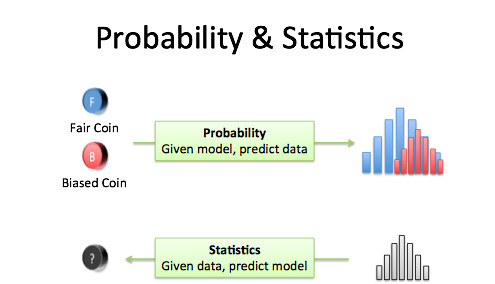 Probability & Statistics
F
Fair Coin
B
Biased Coin
Probability
Given model, predict data
?
Statistics
Given data, predict model